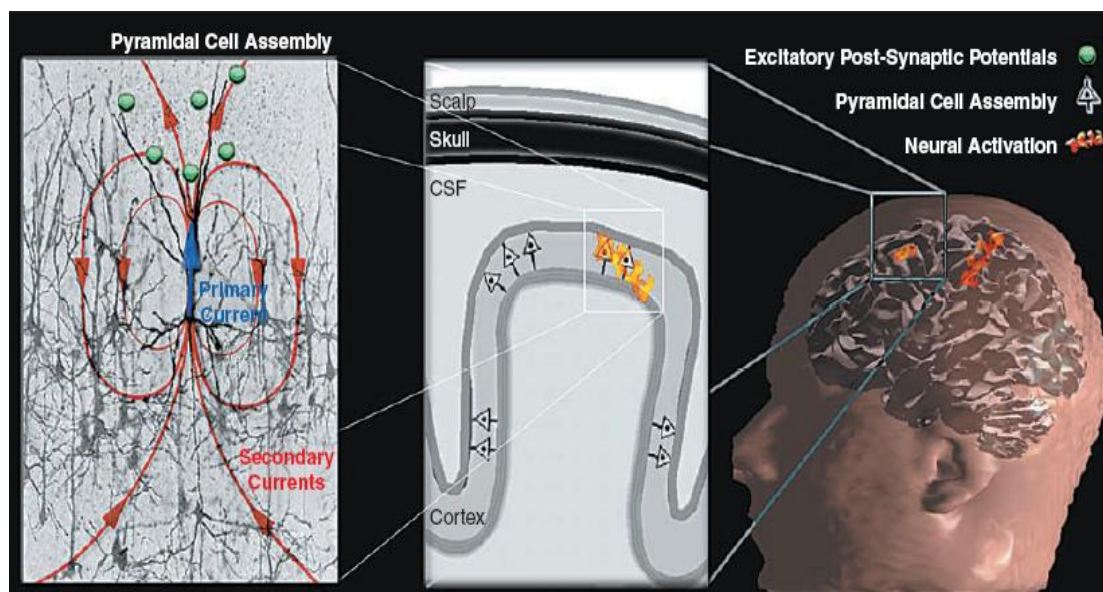 Pyramidal Cell Assembly
Primary
Current
Secondary
Currents
Scalp
Skull
CSF
Cortex
Excitatory Post-Synaptic Potentials
Pyramidal Cell Assembly
Neural Activation